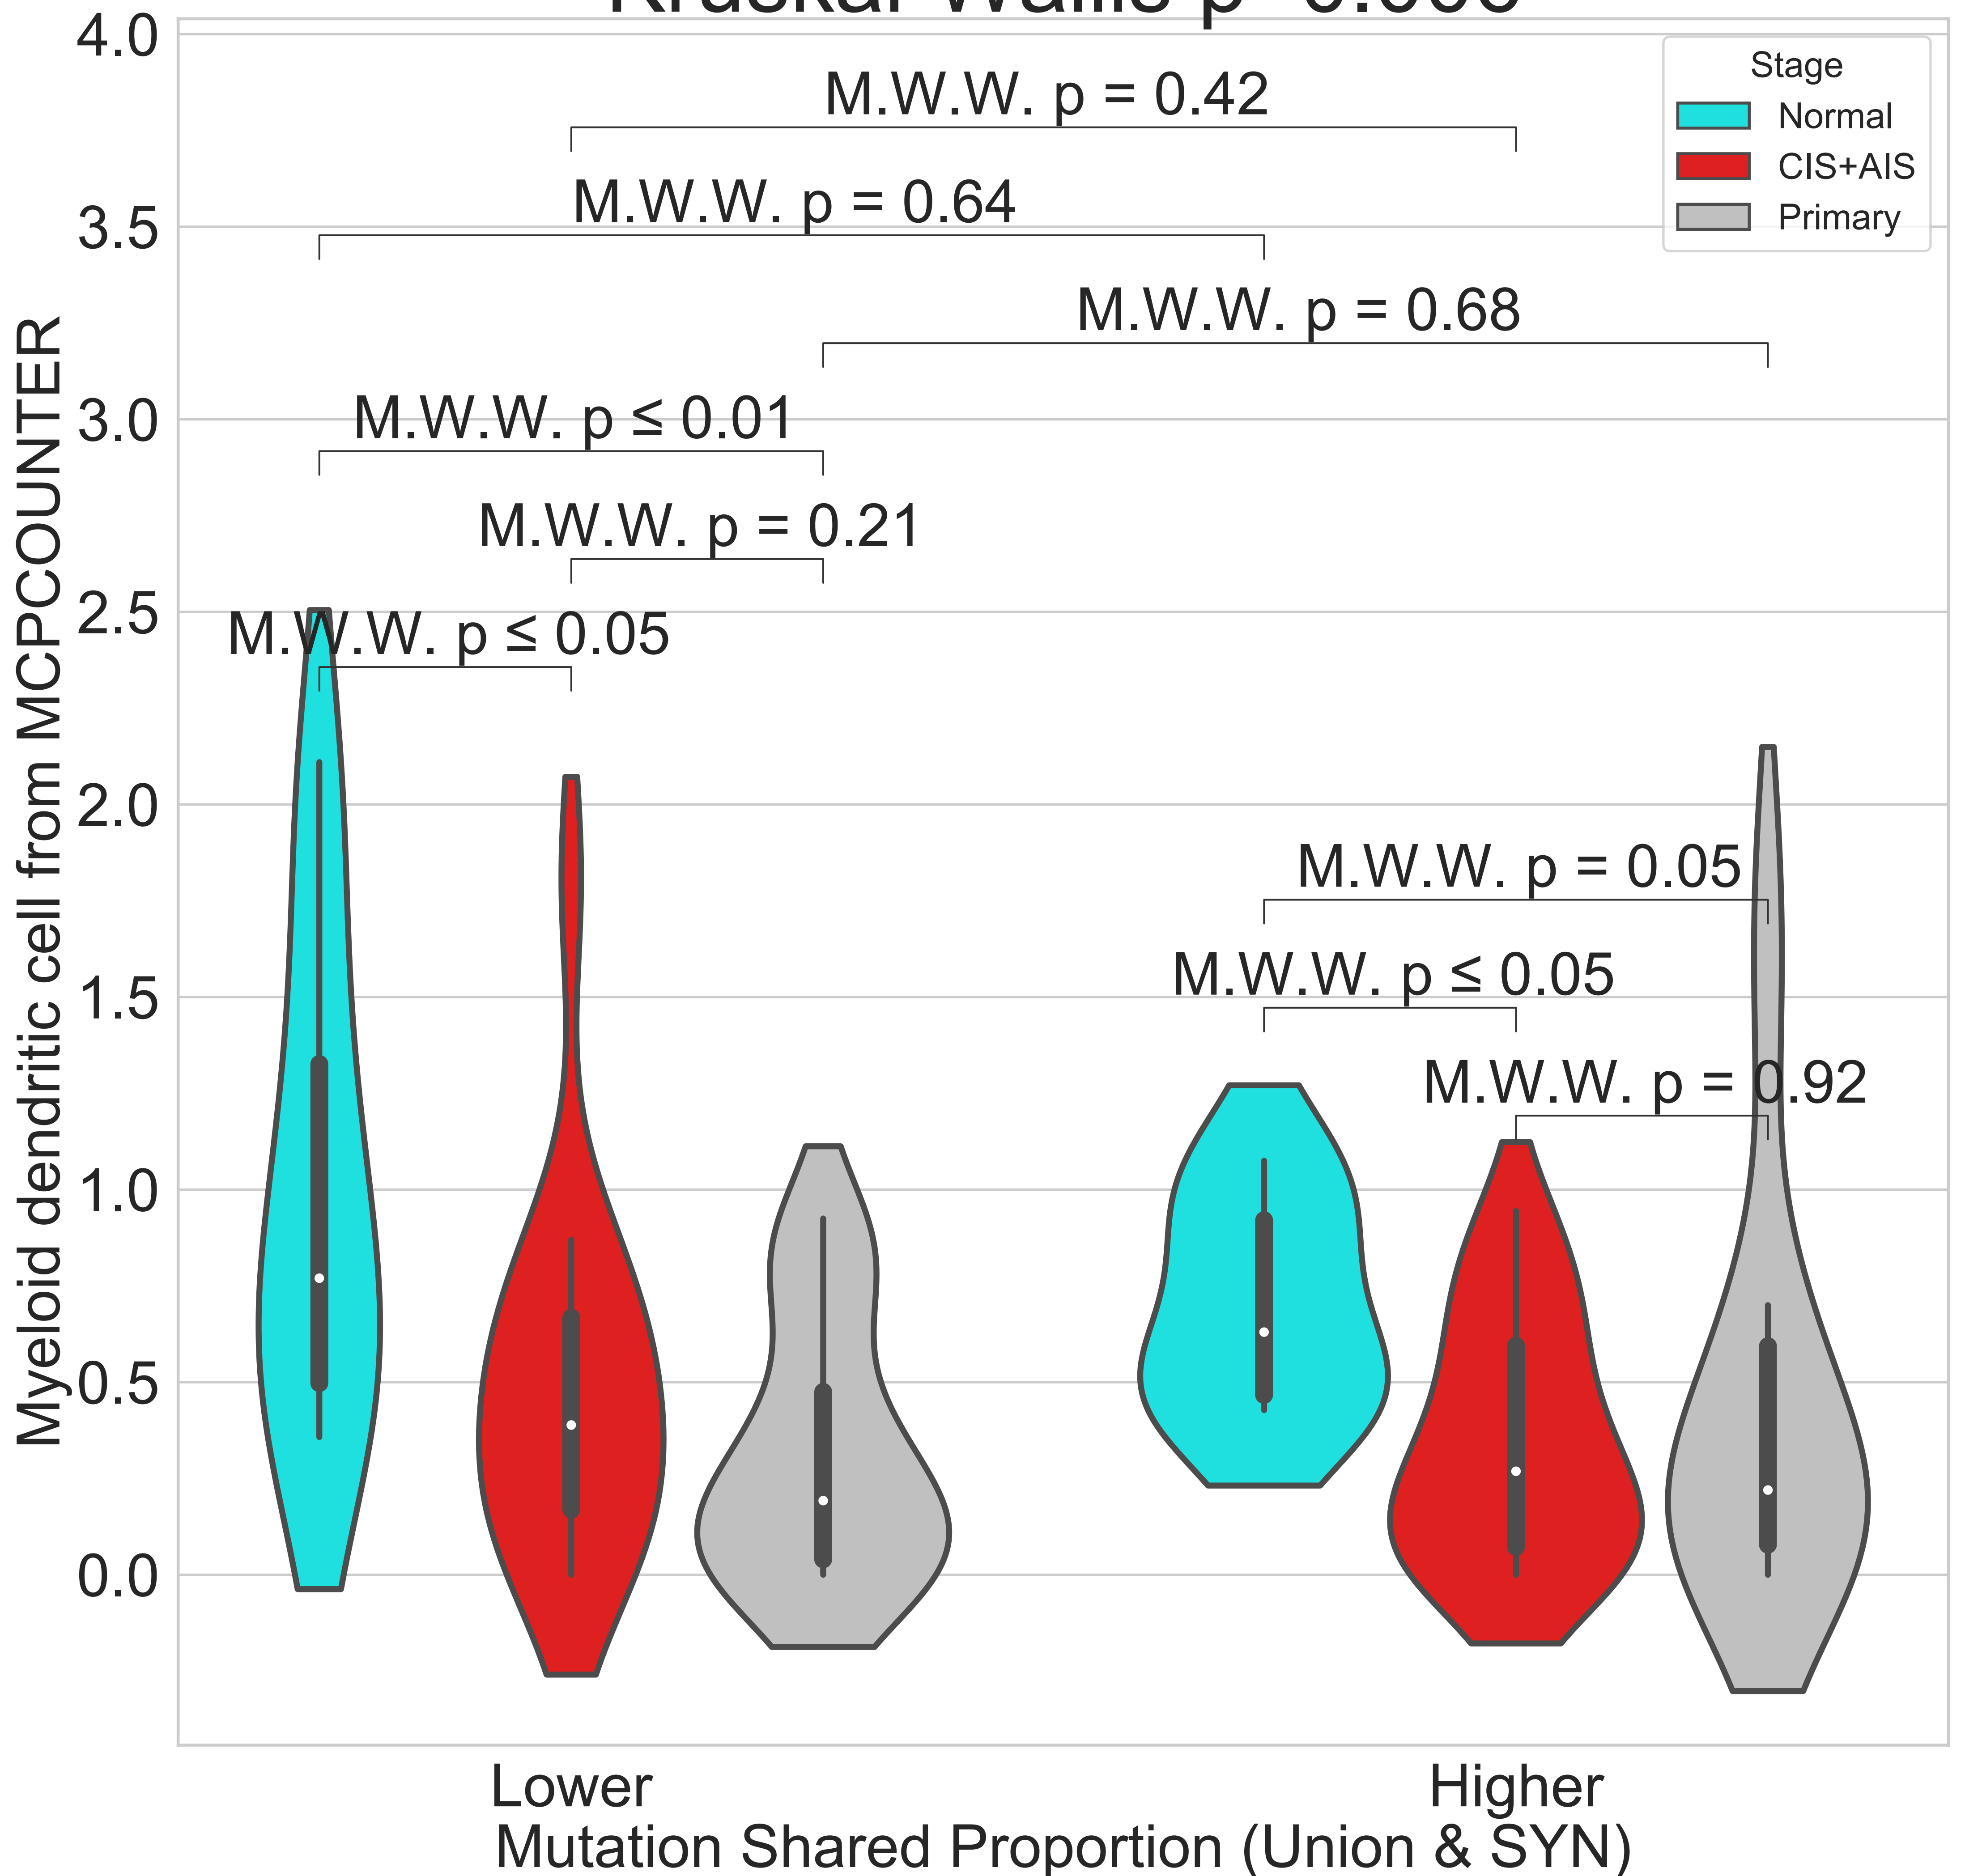 4.0
3.5
3.0
2.5
2.0
1.5
1.0
0.5
0.0
Myeloid dendritic cell from MCPCOUNTER
Stage
Normal
CIS+AIS
Primary
M.W.W. p = 0.42
M.W.W. p = 0.64
M.W.W. p = 0.68
M.W.W. p ≤ 0.01
M.W.W. p = 0.21
M.W.W. p ≤ 0.05
M.W.W. p = 0.05
M.W.W. p ≤ 0.05
M.W.W. p = 0.92
Lower
Higher
Mutation Shared Proportion (Union & SYN)